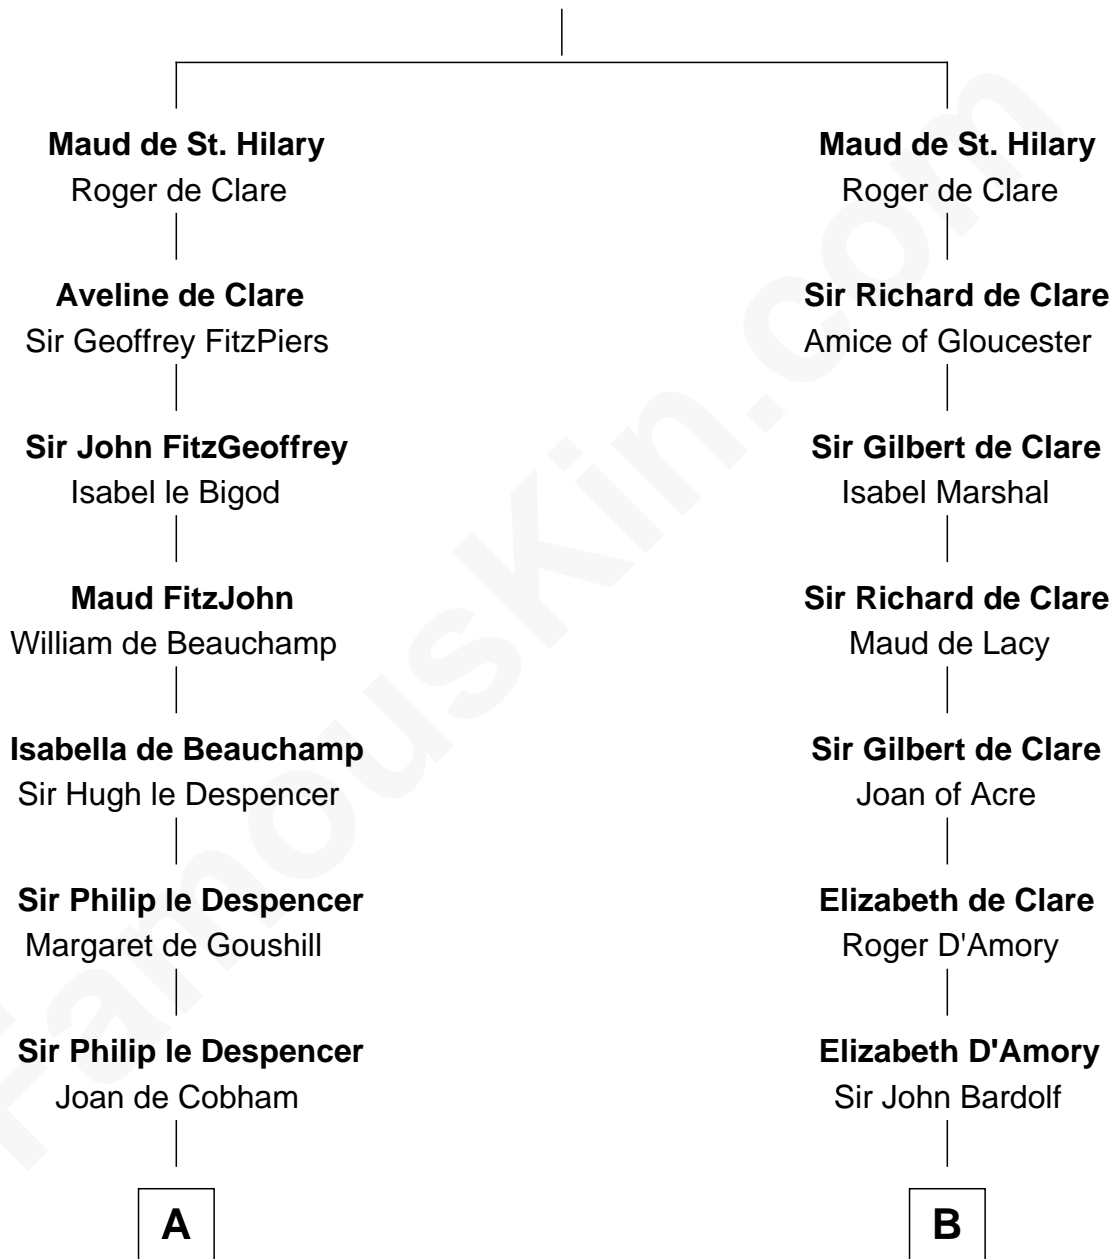 Maud de St. Hilary
Roger de Clare
Aveline de Clare
Sir Geoffrey FitzPiers
Sir John FitzGeoffrey
Isabel le Bigod
Maud FitzJohn
William de Beauchamp
Isabella de Beauchamp
Sir Hugh le Despencer
Sir Philip le Despencer
Margaret de Goushill
Sir Philip le Despencer
Joan de Cobham
A
Maud de St. Hilary
Roger de Clare
Sir Richard de Clare
Amice of Gloucester
Sir Gilbert de Clare
Isabel Marshal
Sir Richard de Clare
Maud de Lacy
Sir Gilbert de Clare
Joan of Acre
Elizabeth de Clare
Roger D'Amory
Elizabeth D'Amory
Sir John Bardolf
B
FamousKin.com